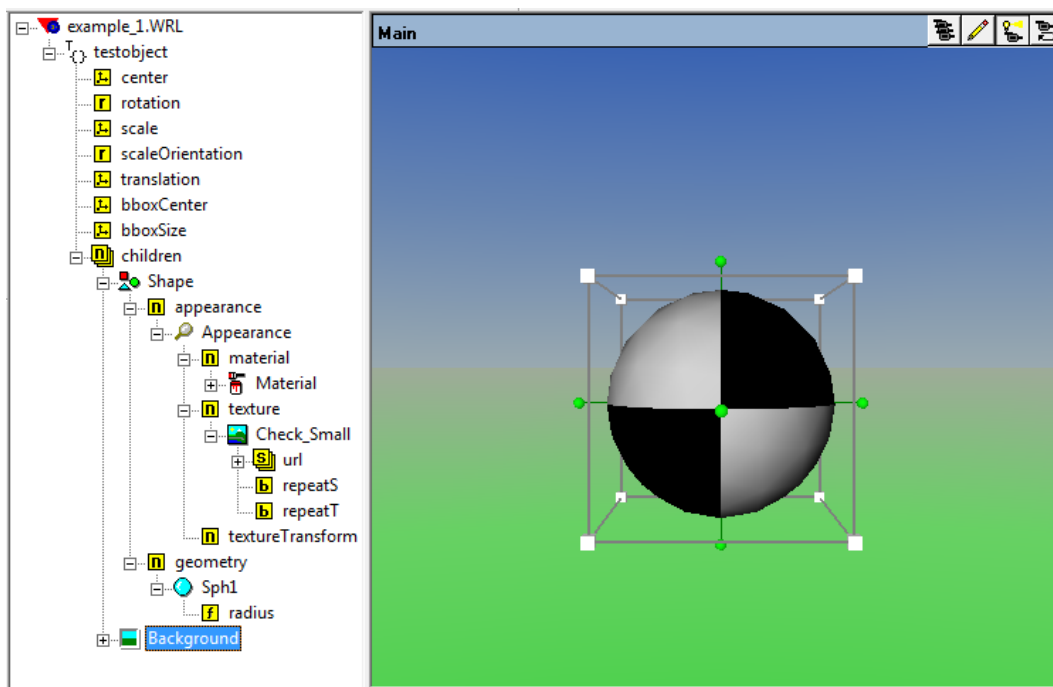 example_1.WRL
testobject
center
rotation
scale
scaleOrientation
translation
bboxCenter
bboxSize
children
Shape
appearance
Appearance
material
Material
texture
Check_Small
url
repeatS
repeatT
textureTransform
geometry
Sph1
radius
Background
Main